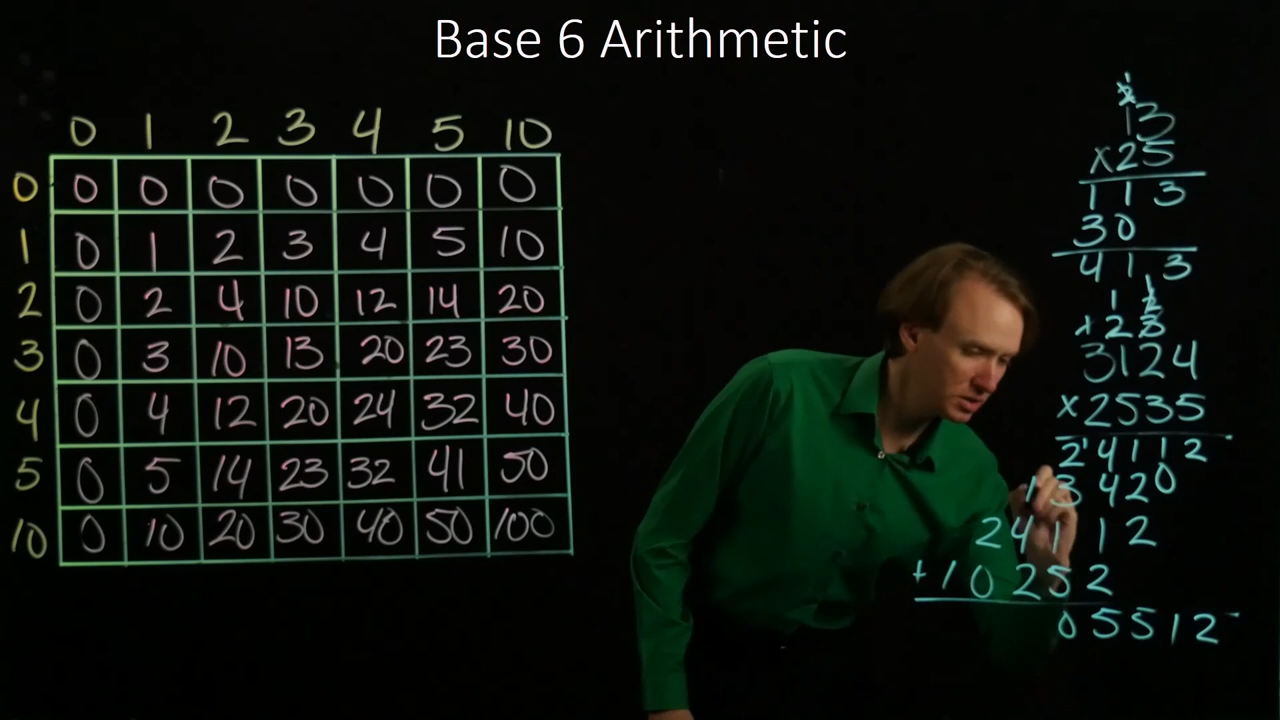 Base 6 Arithmetic
0 1 2 3 4 5 10
0 0 0 0 0 0 0 0
1 0 1 2 3 4 5 10
2 0 2 4 10 12 14 20
3 0 3 10 13 20 23 30
4 0 4 12 20 24 32 40
5 0 5 14 23 32 41 50
10 0 10 20 30 40 50 100
13
x25
113
30
413
3124
x2535
24112
13420
24112
+10252
05512